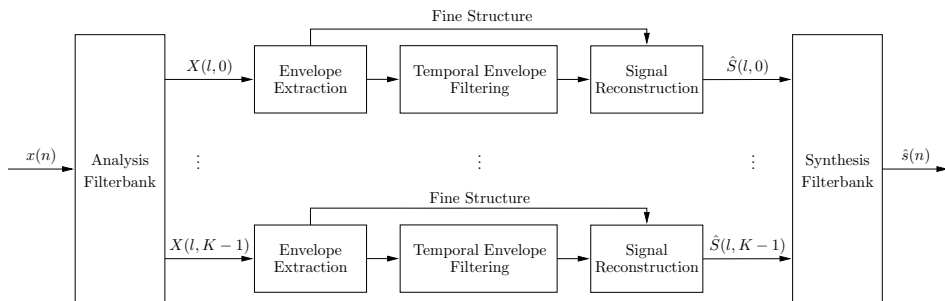 Fine Structure
X(l, 0)
Envelope
Extraction
Temporal Envelope
Filtering
Signal
Reconstruction
Ŝ(l, 0)
x(n)
Analysis
Filterbank
⋮ ⋮ ⋮
Synthesis
Filterbank
ŝ(n)
Fine Structure
X(l, K − 1)
Envelope
Extraction
Temporal Envelope
Filtering
Signal
Reconstruction
Ŝ(l, K − 1)